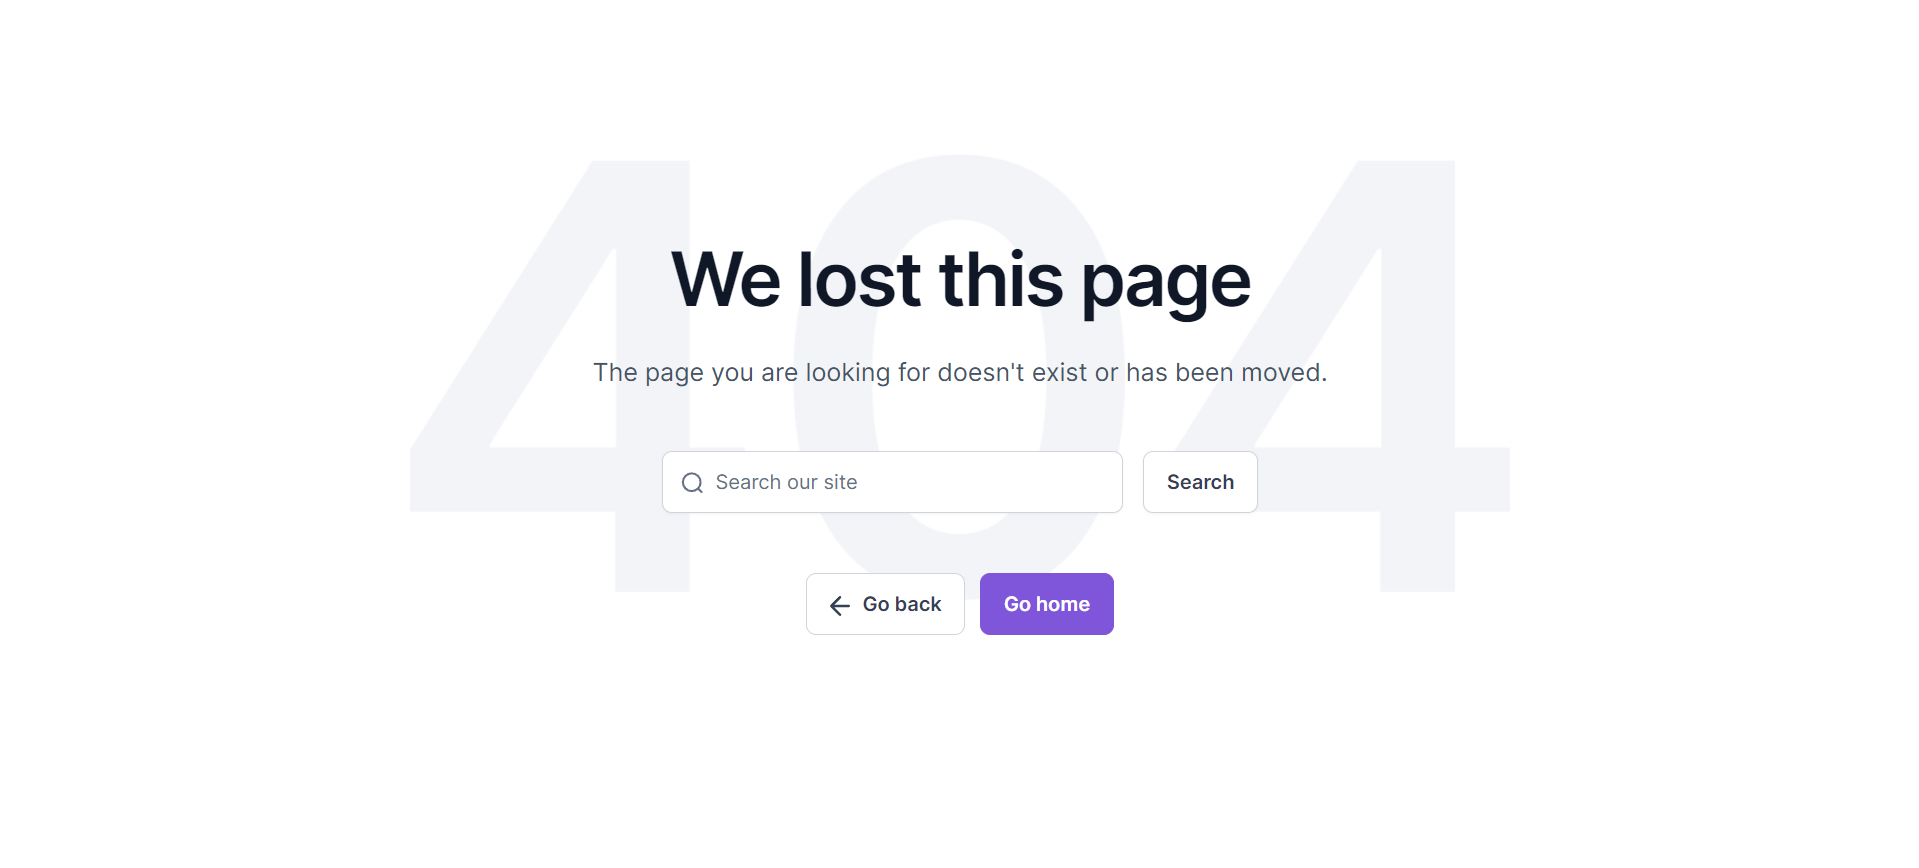 404
We lost this page
The page you are looking for doesn't exist or has been moved.
Search our site
Search
Go back
Go home